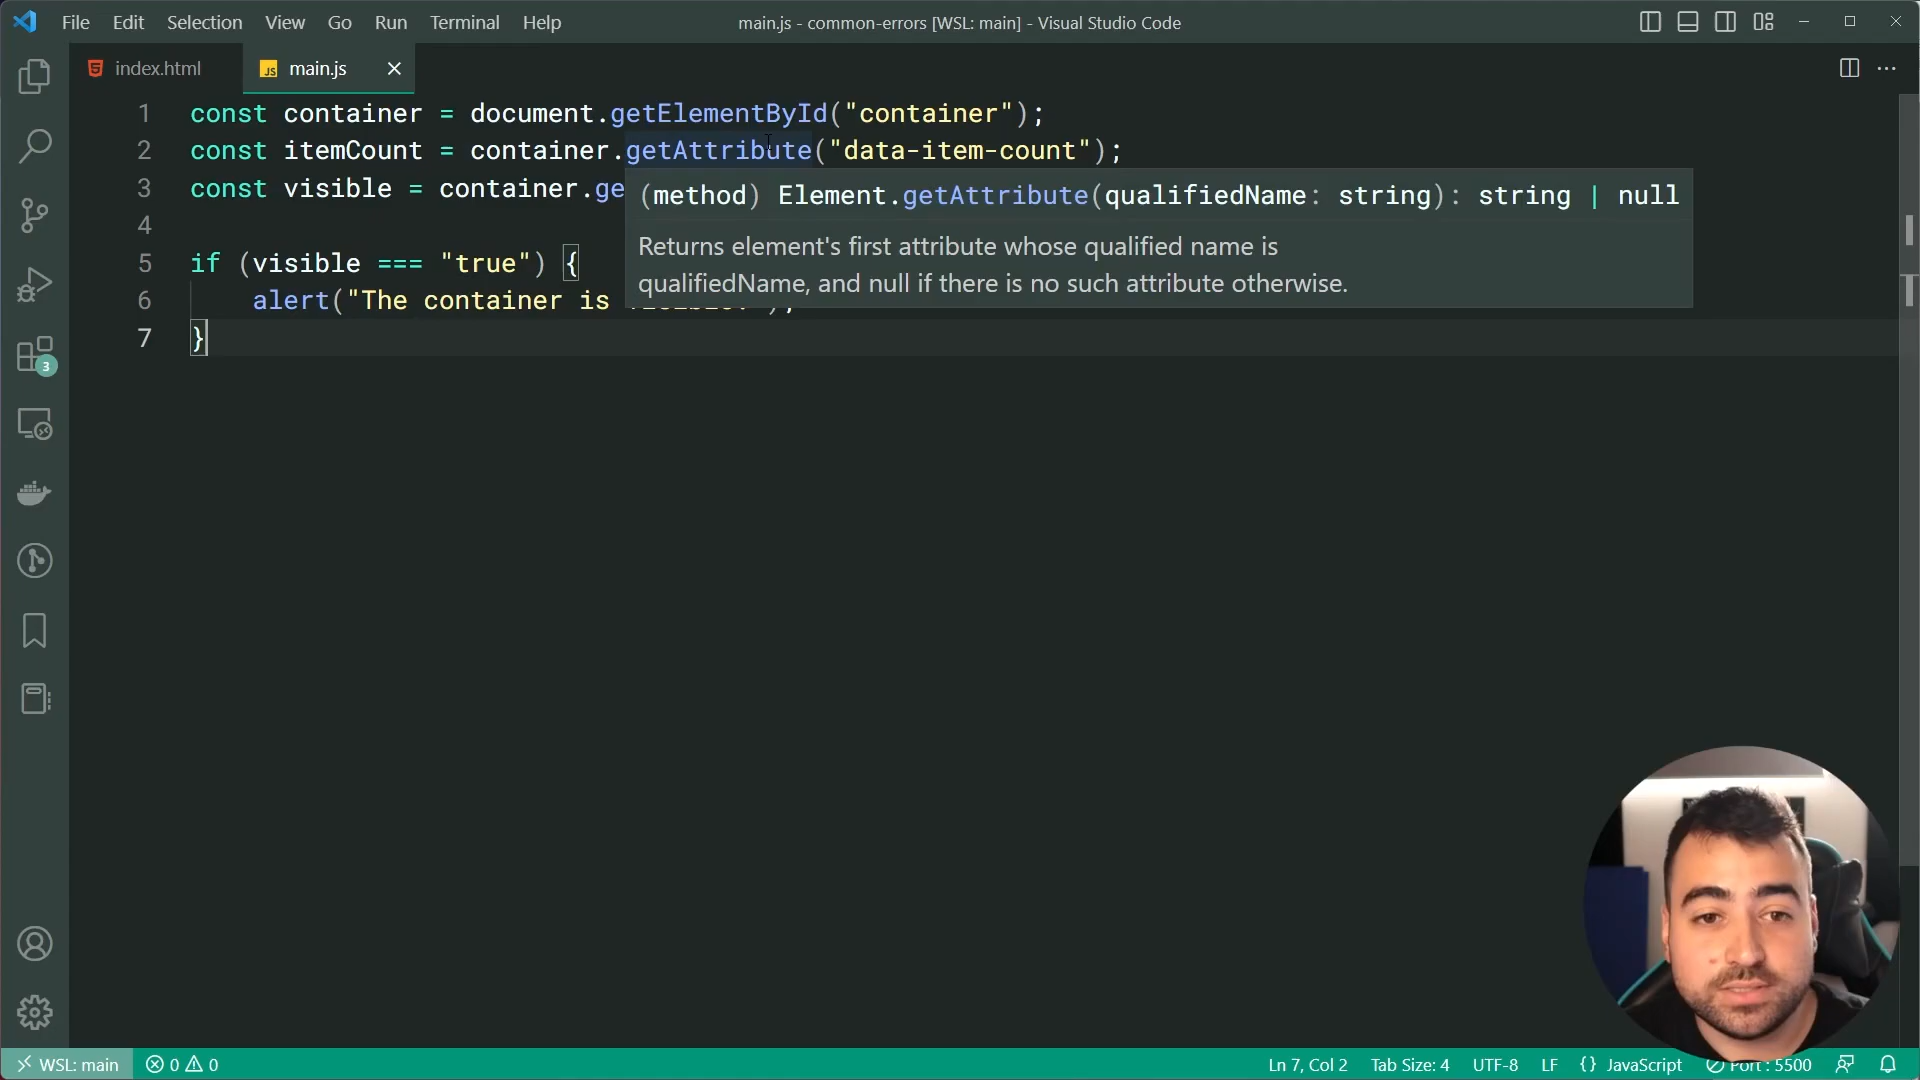 File Edit Selection View Go Run Terminal Help
main.js - common-errors [WSL: main] - Visual Studio Code
index.html
JS main.js
1 const container = document.getElementById("container");
2 const itemCount = container.getAttribute("data-item-count");
3 const visible = container.ge
(method) Element.getAttribute(qualifiedName: string): string | null
Returns element's first attribute whose qualified name is
qualifiedName, and null if there is no such attribute otherwise.
4
5 if (visible === "true") {
6 alert("The container is
7 }
3
WSL: main 0 0
Ln 7, Col 2 Tab Size: 4 UTF-8 LF {} JavaScript Port : 5500